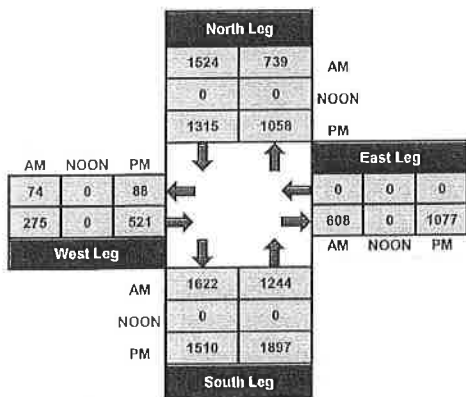 North Leg
1524 739 AM
0 0 NOON
1315 1058 PM
AM NOON PM
East Leg
74 0 88
0 0 0
275 0 521
608 0 1077
West Leg
AM NOON PM
AM 1622 1244
NOON 0 0
PM 1510 1897
South Leg